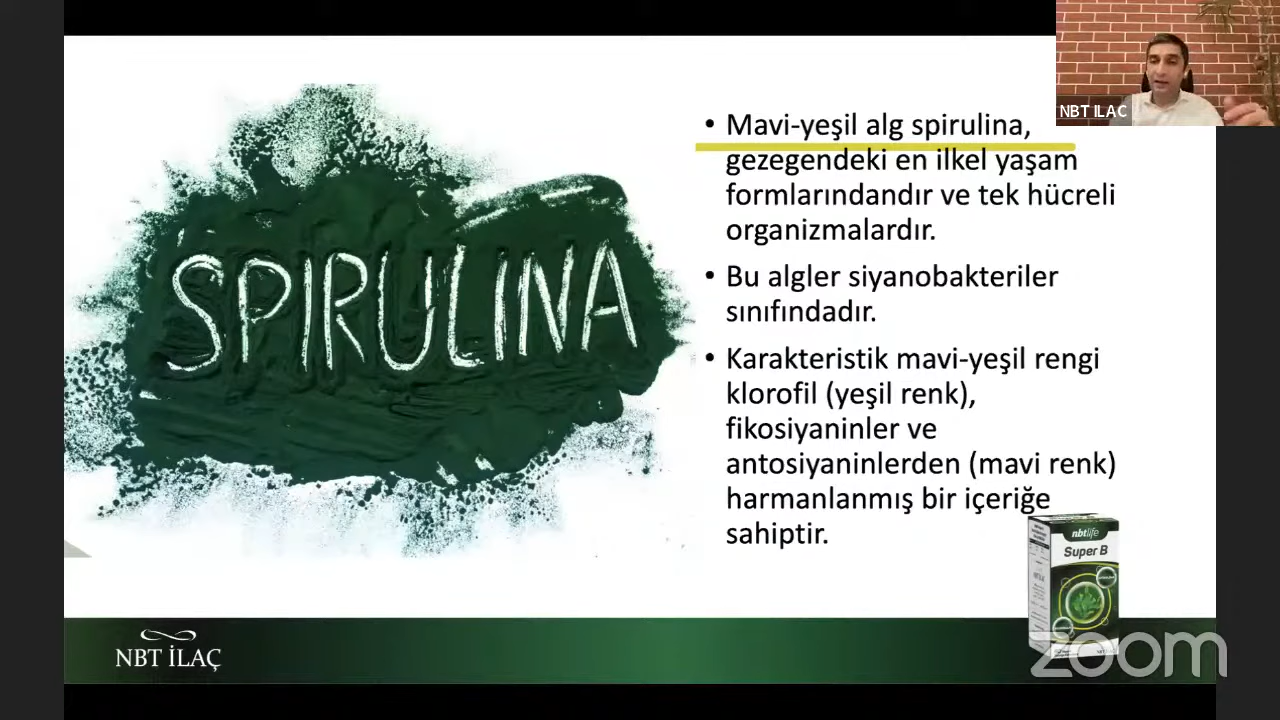 NBT ILAC
SPIRULINA
• Mavi-yeşil alg spirulina,
gezegendeki en ilkel yaşam
formlarındandır ve tek hücreli
organizmalardır.
• Bu algler siyanobakteriler
sınıfındadır.
• Karakteristik mavi-yeşil rengi
klorofil (yeşil renk),
fikosiyaninler ve
antosiyaninlerden (mavi renk)
harmanlanmış bir içeriğe
sahiptir.
nbtlife
Super B
NBT İLAÇ
zoom